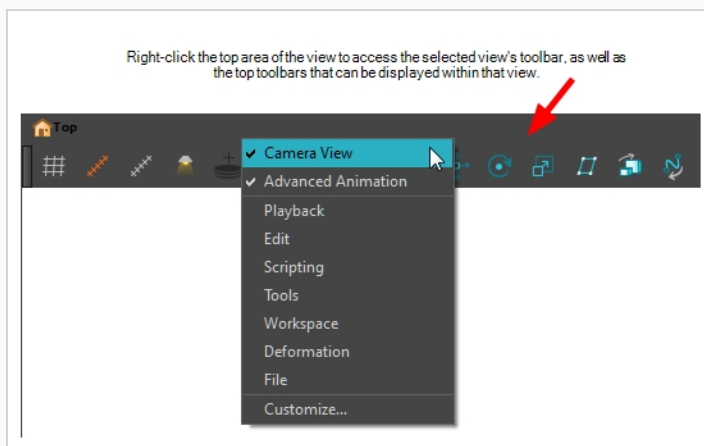 Right-click the top area of the view to access the selected view's toolbar, as well as
the top toolbars that can be displayed within that view.
Top
Camera View
Advanced Animation
Playback
Edit
Scripting
Tools
Workspace
Deformation
File
Customize...